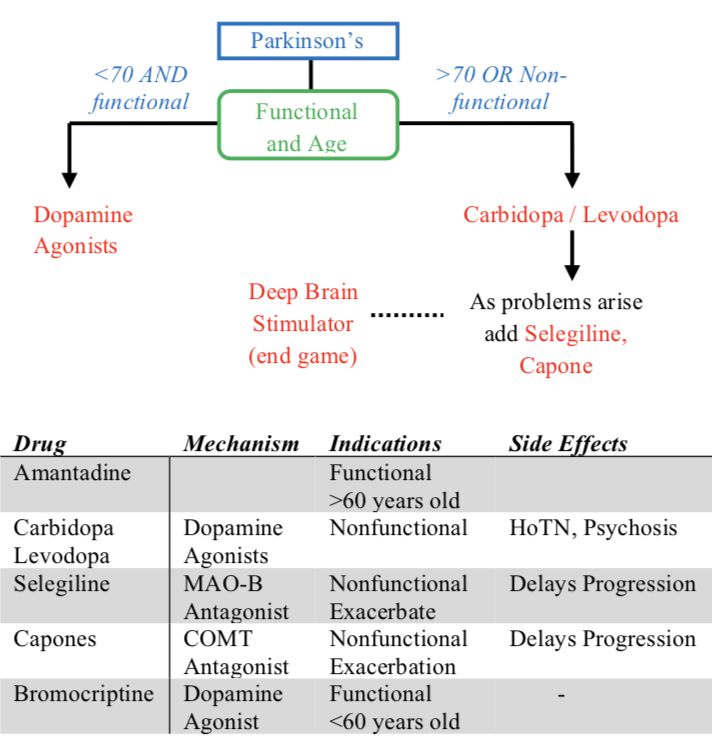 Parkinson's
<70 AND
functional
>70 OR Non-
functional
Functional
and Age
Dopamine
Agonists
Carbidopa / Levodopa
Deep Brain
Stimulator
(end game)
As problems arise
add Selegiline,
Capone
Drug Mechanism Indications Side Effects
Amantadine Functional
>60 years old
Carbidopa Dopamine Nonfunctional HoTN, Psychosis
Levodopa Agonists
Selegiline MAO-B Nonfunctional Delays Progression
Antagonist Exacerbate
Capones COMT Nonfunctional Delays Progression
Antagonist Exacerbation
Bromocriptine Dopamine Functional -
Agonist <60 years old